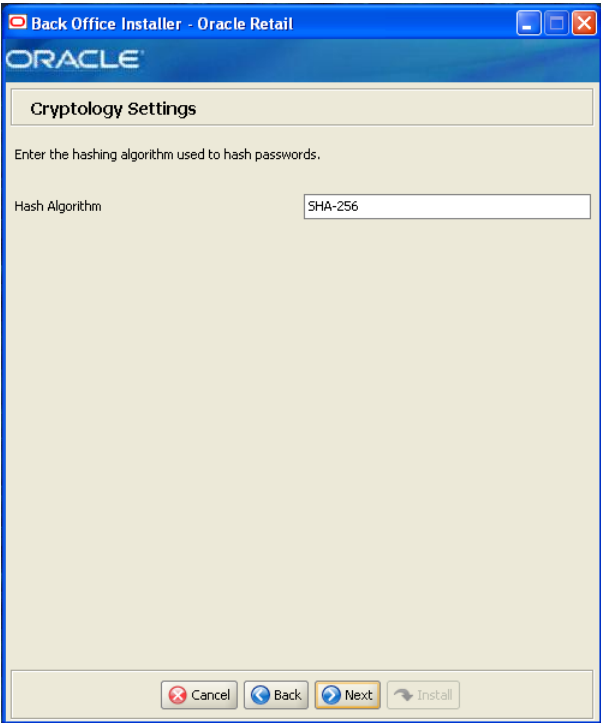 Back Office Installer - Oracle Retail
ORACLE
Cryptology Settings
Enter the hashing algorithm used to hash passwords.
Hash Algorithm SHA-256
Cancel Back Next Install